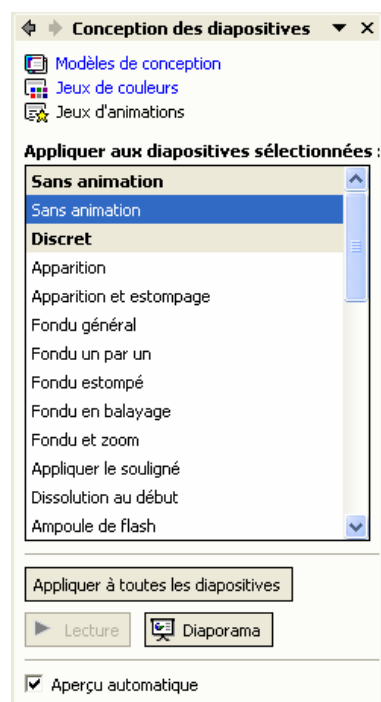 Conception des diapositives
Modèles de conception
Jeux de couleurs
Jeux d'animations
Appliquer aux diapositives sélectionnées :
Sans animation
Sans animation
Discret
Apparition
Apparition et estompage
Fondu général
Fondu un par un
Fondu estompé
Fondu en balayage
Fondu et zoom
Appliquer le souligné
Dissolution au début
Ampoule de flash
Appliquer à toutes les diapositives
Lecture Diaporama
Aperçu automatique